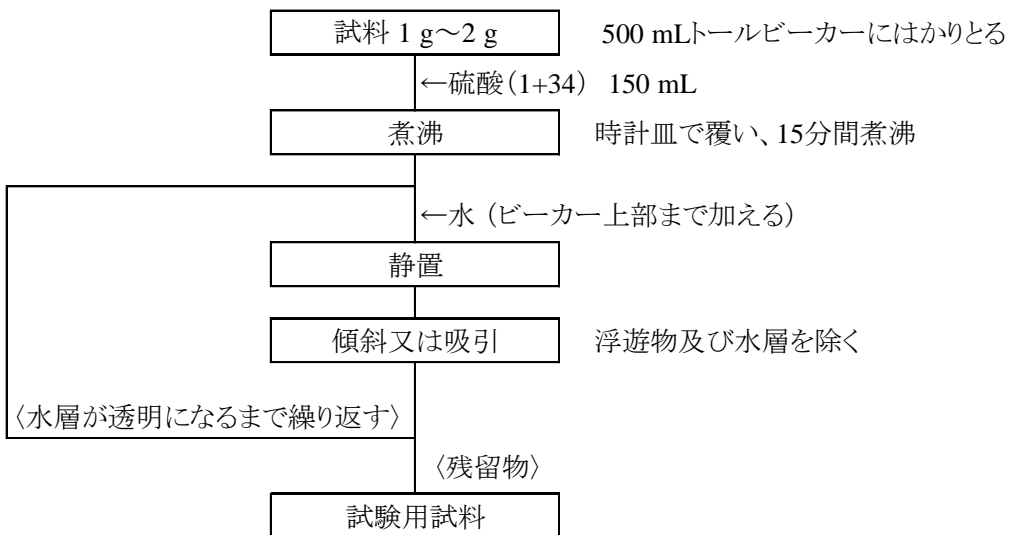 試料 1 g～2 g 500 mLトールビーカーにはかりとる
←硫酸（1+34） 150 mL
煮沸 時計皿で覆い、15分間煮沸
←水 （ビーカー上部まで加える）
静置
傾斜又は吸引 浮遊物及び水層を除く
〈水層が透明になるまで繰り返す〉
〈残留物〉
試験用試料